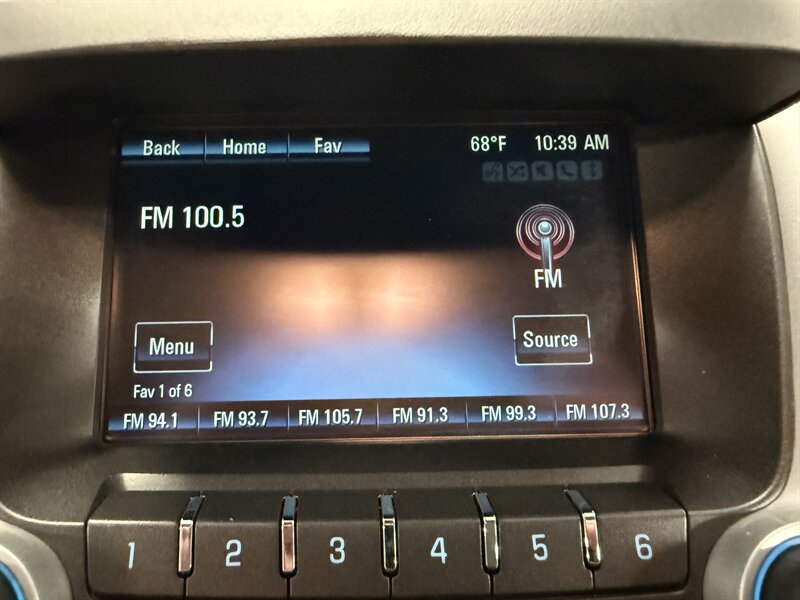 Back Home Fav 68°F 10:39 AM
FM 100.5
FM
Menu Source
Fav 1 of 6
FM 94.1 FM 93.7 FM 105.7 FM 91.3 FM 99.3 FM 107.3
1 2 3 4 5 6